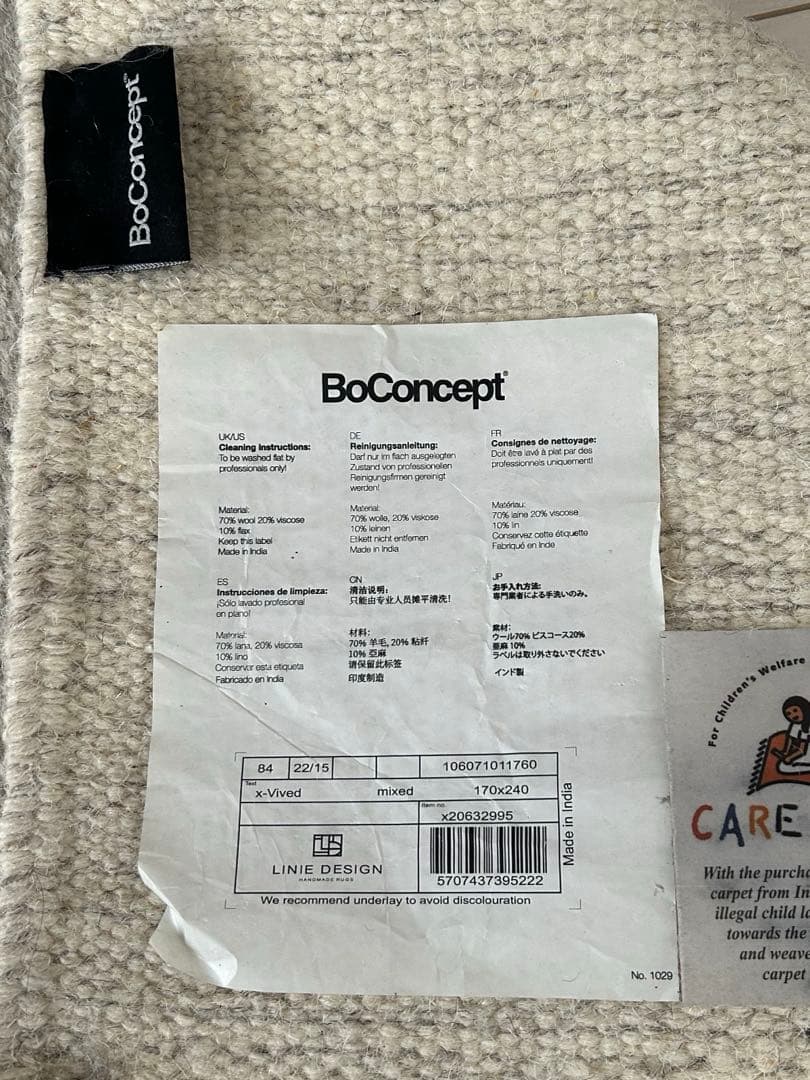 BoConcept®
BoConcept®
UK/US
Cleaning Instructions:
To be washed flat by
professionals only!
Material:
70% wool 20% viscose
10% flax
Keep this label
Made in India
DE
Reinigungsanleitung:
Darf nur im flach ausgelegten
Zustand von professionellen
Reinigungsfirmen gereinigt
werden!
Material:
70% wolle, 20% viskose
10% leinen
Etikett nicht entfernen
Made in India
FR
Consignes de nettoyage:
Doit être lavé à plat par des
professionnels uniquement!
Matériau:
70% laine 20% viscose
10% lin
Conservez cette étiquette
Fabriqué en Inde
ES
Instrucciones de limpieza:
¡Sólo lavado profesional
en plano!
Material:
70% lana, 20% viscosa
10% lino
Conservar esta etiqueta
Fabricado en India
CN
清洁说明:
只能由专业人员摊平清洗!
材料:
70% 羊毛, 20% 粘纤
10% 亚麻
请保留此标签
印度制造
JP
お手入れ方法:
専門業者による手洗いのみ。
素材:
ウール70% ビスコース20%
亜麻 10%
ラベルは取り外さないでください
インド製
84 22/15 106071011760
Text
x-Vived mixed 170x240
Item no.
x20632995
LINIE DESIGN
HANDMADE RUGS
5707437395222
Made in India
We recommend underlay to avoid discolouration
No. 1029
For Children's Welfare
CARE
With the purcha
carpet from In
illegal child la
towards the
and weave
carpet